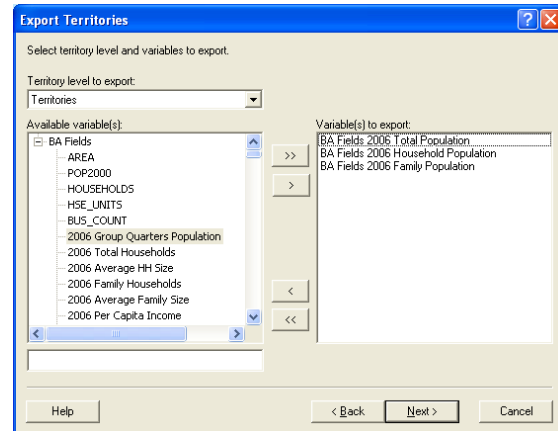 Export Territories
Select territory level and variables to export.
Territory level to export:
Territories
Available variable(s):
BA Fields
AREA
POP2000
HOUSEHOLDS
HSE_UNITS
BUS_COUNT
2006 Group Quarters Population
2006 Total Households
2006 Average HH Size
2006 Family Households
2006 Average Family Size
2006 Per Capita Income
>>
>
<
<<
Variable(s) to export:
BA Fields 2006 Total Population
BA Fields 2006 Household Population
BA Fields 2006 Family Population
Help
< Back
Next >
Cancel